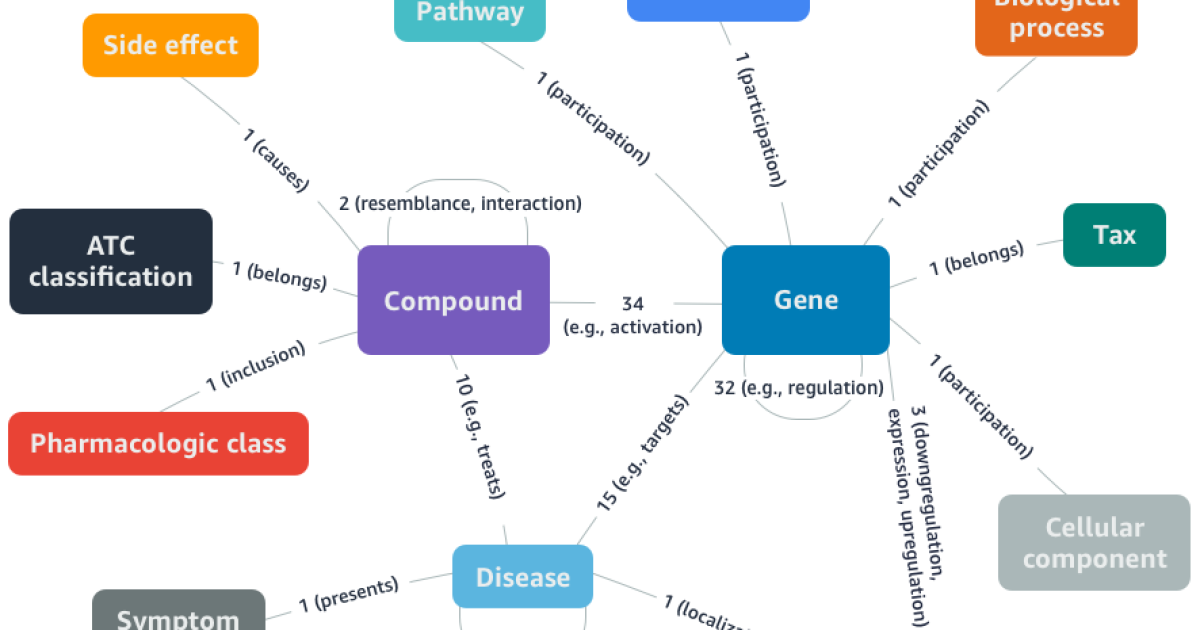 Pathway
Biological
process
Side effect
1 (participation)
1 (participation)
1 (participation)
1 (causes)
2 (resemblance, interaction)
ATC
classification
1 (belongs)
Compound
34
(e.g., activation)
Gene
1 (belongs)
Tax
1 (inclusion)
Pharmacologic class
10 (e.g., treats)
15 (e.g., targets)
32 (e.g., regulation)
3 (downgregulation,
expression, upregulation)
1 (participation)
Cellular
component
Disease
1 (presents)
Symptom
1 (localiz